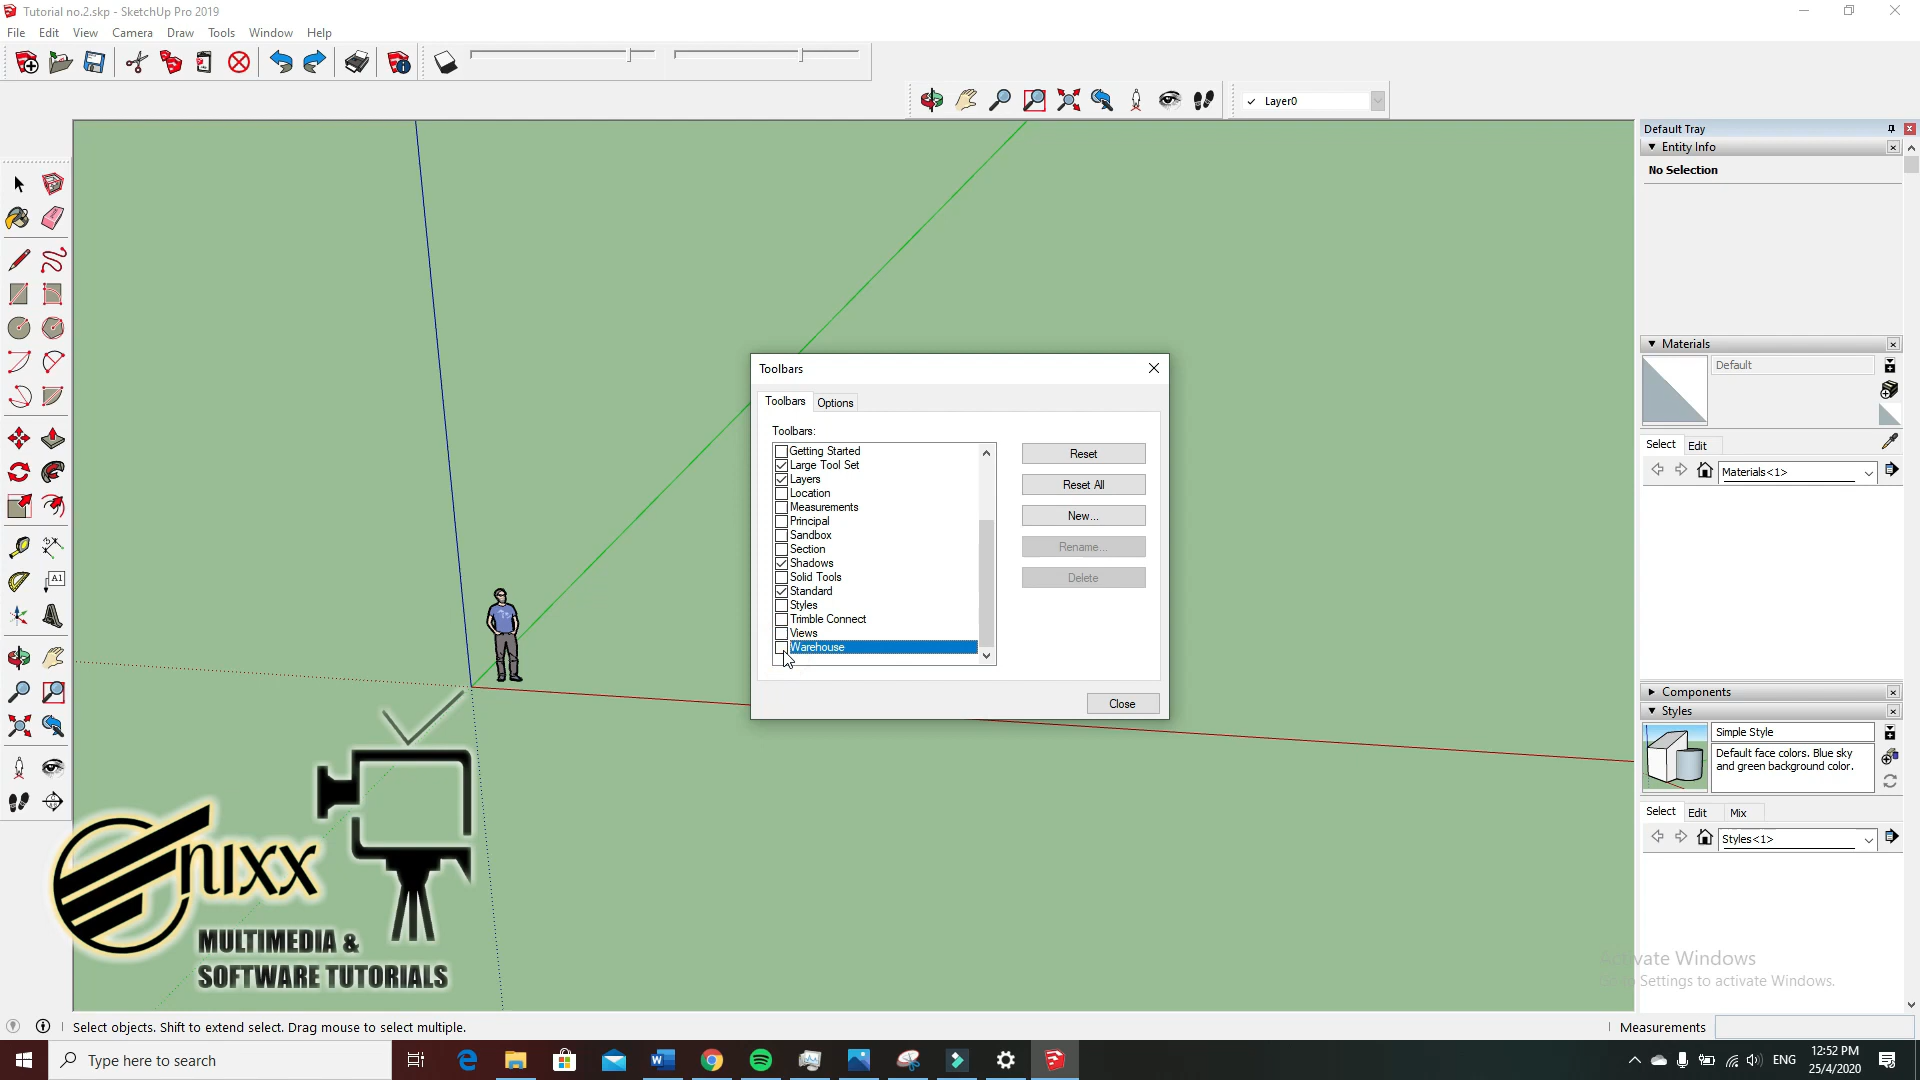 Tutorial no.2.skp - SketchUp Pro 2019
File Edit View Camera Draw Tools Window Help
Layer0
Default Tray
Entity Info
No Selection
Toolbars
Toolbars Options
Toolbars:
Getting Started
Large Tool Set
Layers
Location
Measurements
Principal
Sandbox
Section
Shadows
Solid Tools
Standard
Styles
Trimble Connect
Views
Warehouse
Reset
Reset All
New...
Rename...
Delete
Close
Materials
Default
Select Edit
Materials<1>
Components
Styles
Simple Style
Default face colors. Blue sky
and green background color.
Select Edit Mix
Styles<1>
A1
nixx
MULTIMEDIA &
SOFTWARE TUTORIALS
Activate Windows
Settings to activate Windows.
Select objects. Shift to extend select. Drag mouse to select multiple.
Measurements
Type here to search
ENG
12:52 PM
25/4/2020